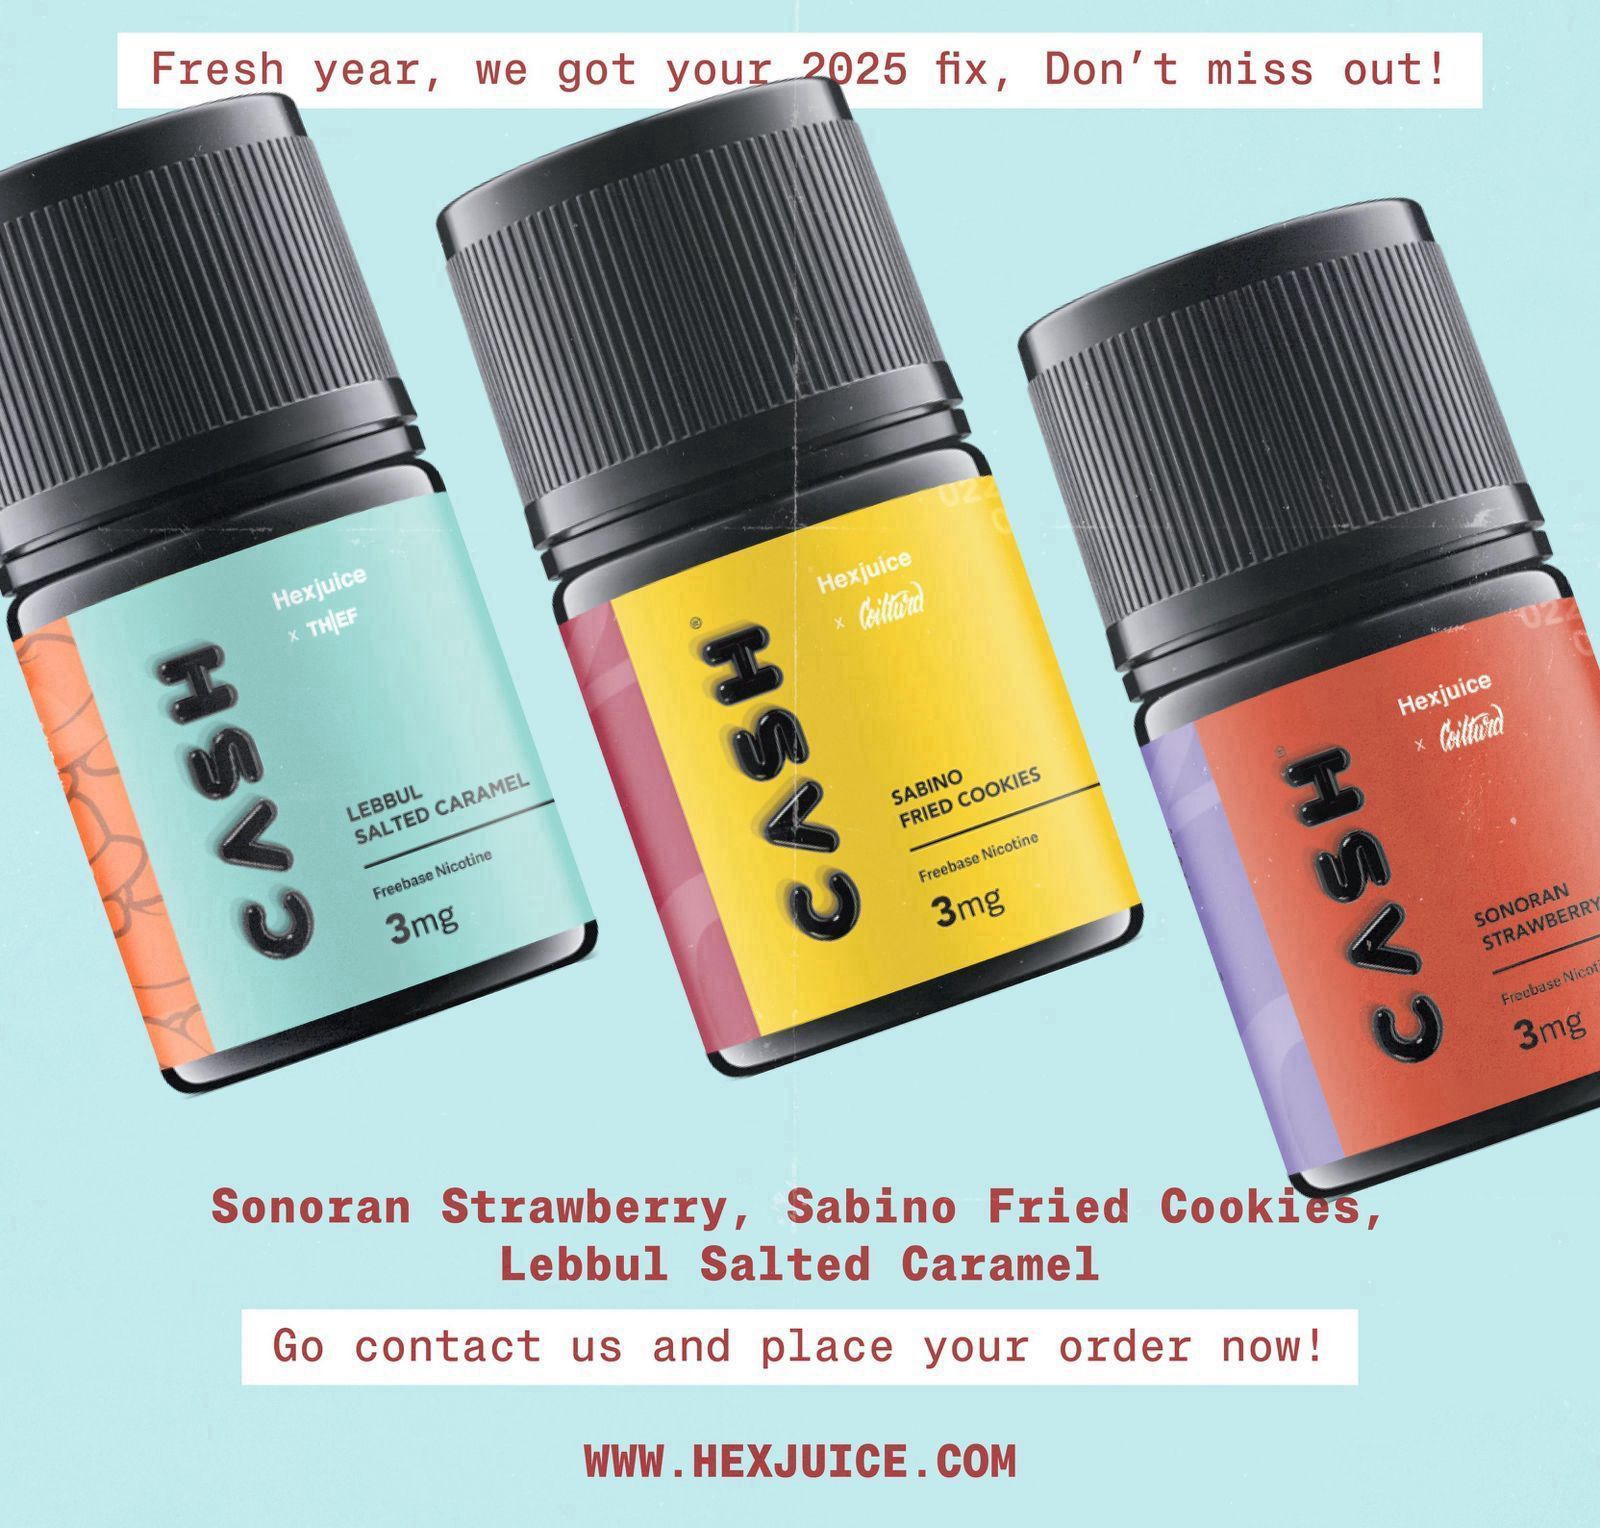 Fresh year, we got your 2025 fix, Don't miss out!
Hexjuice
x TH|EF
CASH
LEBBUL
SALTED CARAMEL
Freebase Nicotine
3mg
Hexjuice
x Coilturd
CASH
SABINO
FRIED COOKIES
Freebase Nicotine
3mg
Hexjuice
x Coilturd
CASH
SONORAN
STRAWBERRY
3mg
Sonoran Strawberry, Sabino Fried Cookies,
Lebbul Salted Caramel
Go contact us and place your order now!
WWW.HEXJUICE.COM